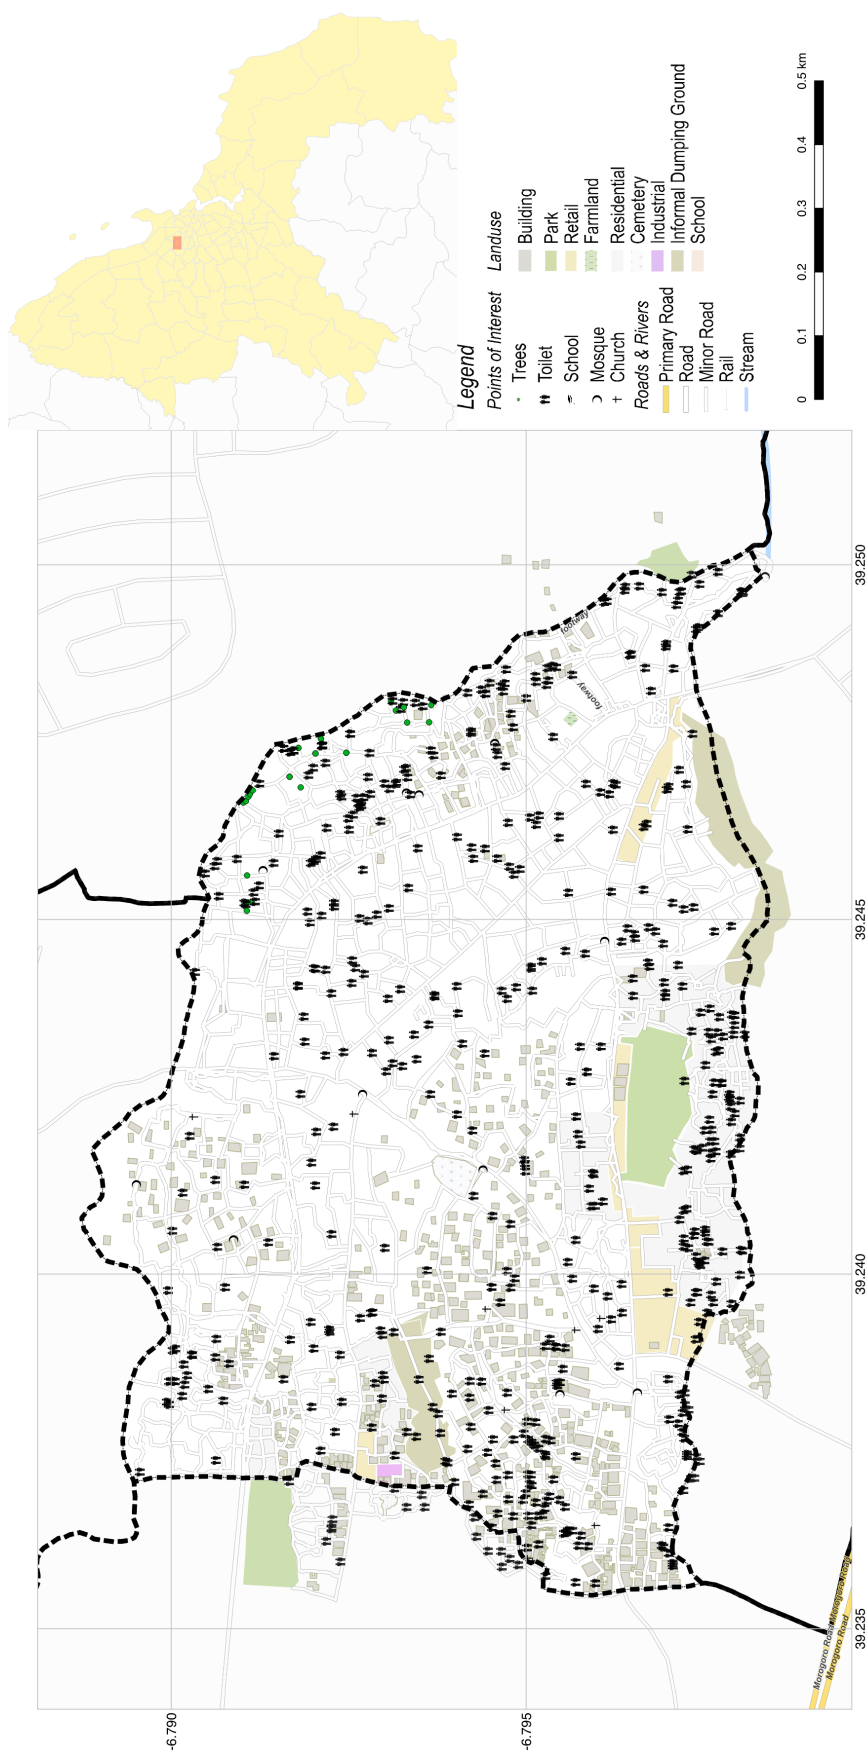 Legend
Points of Interest
Trees
Toilet
School
Mosque
Church
Roads & Rivers
Primary Road
Road
Minor Road
Rail
Stream
Landuse
Building
Park
Retail
Farmland
Residential
Cemetery
Industrial
Informal Dumping Ground
School
0
0.1
0.2
0.3
0.4
0.5 km
footway
footway
Morogoro Road
Morogoro Road
Morogoro Road
39.235
39.240
39.245
39.250
-6.790
-6.795